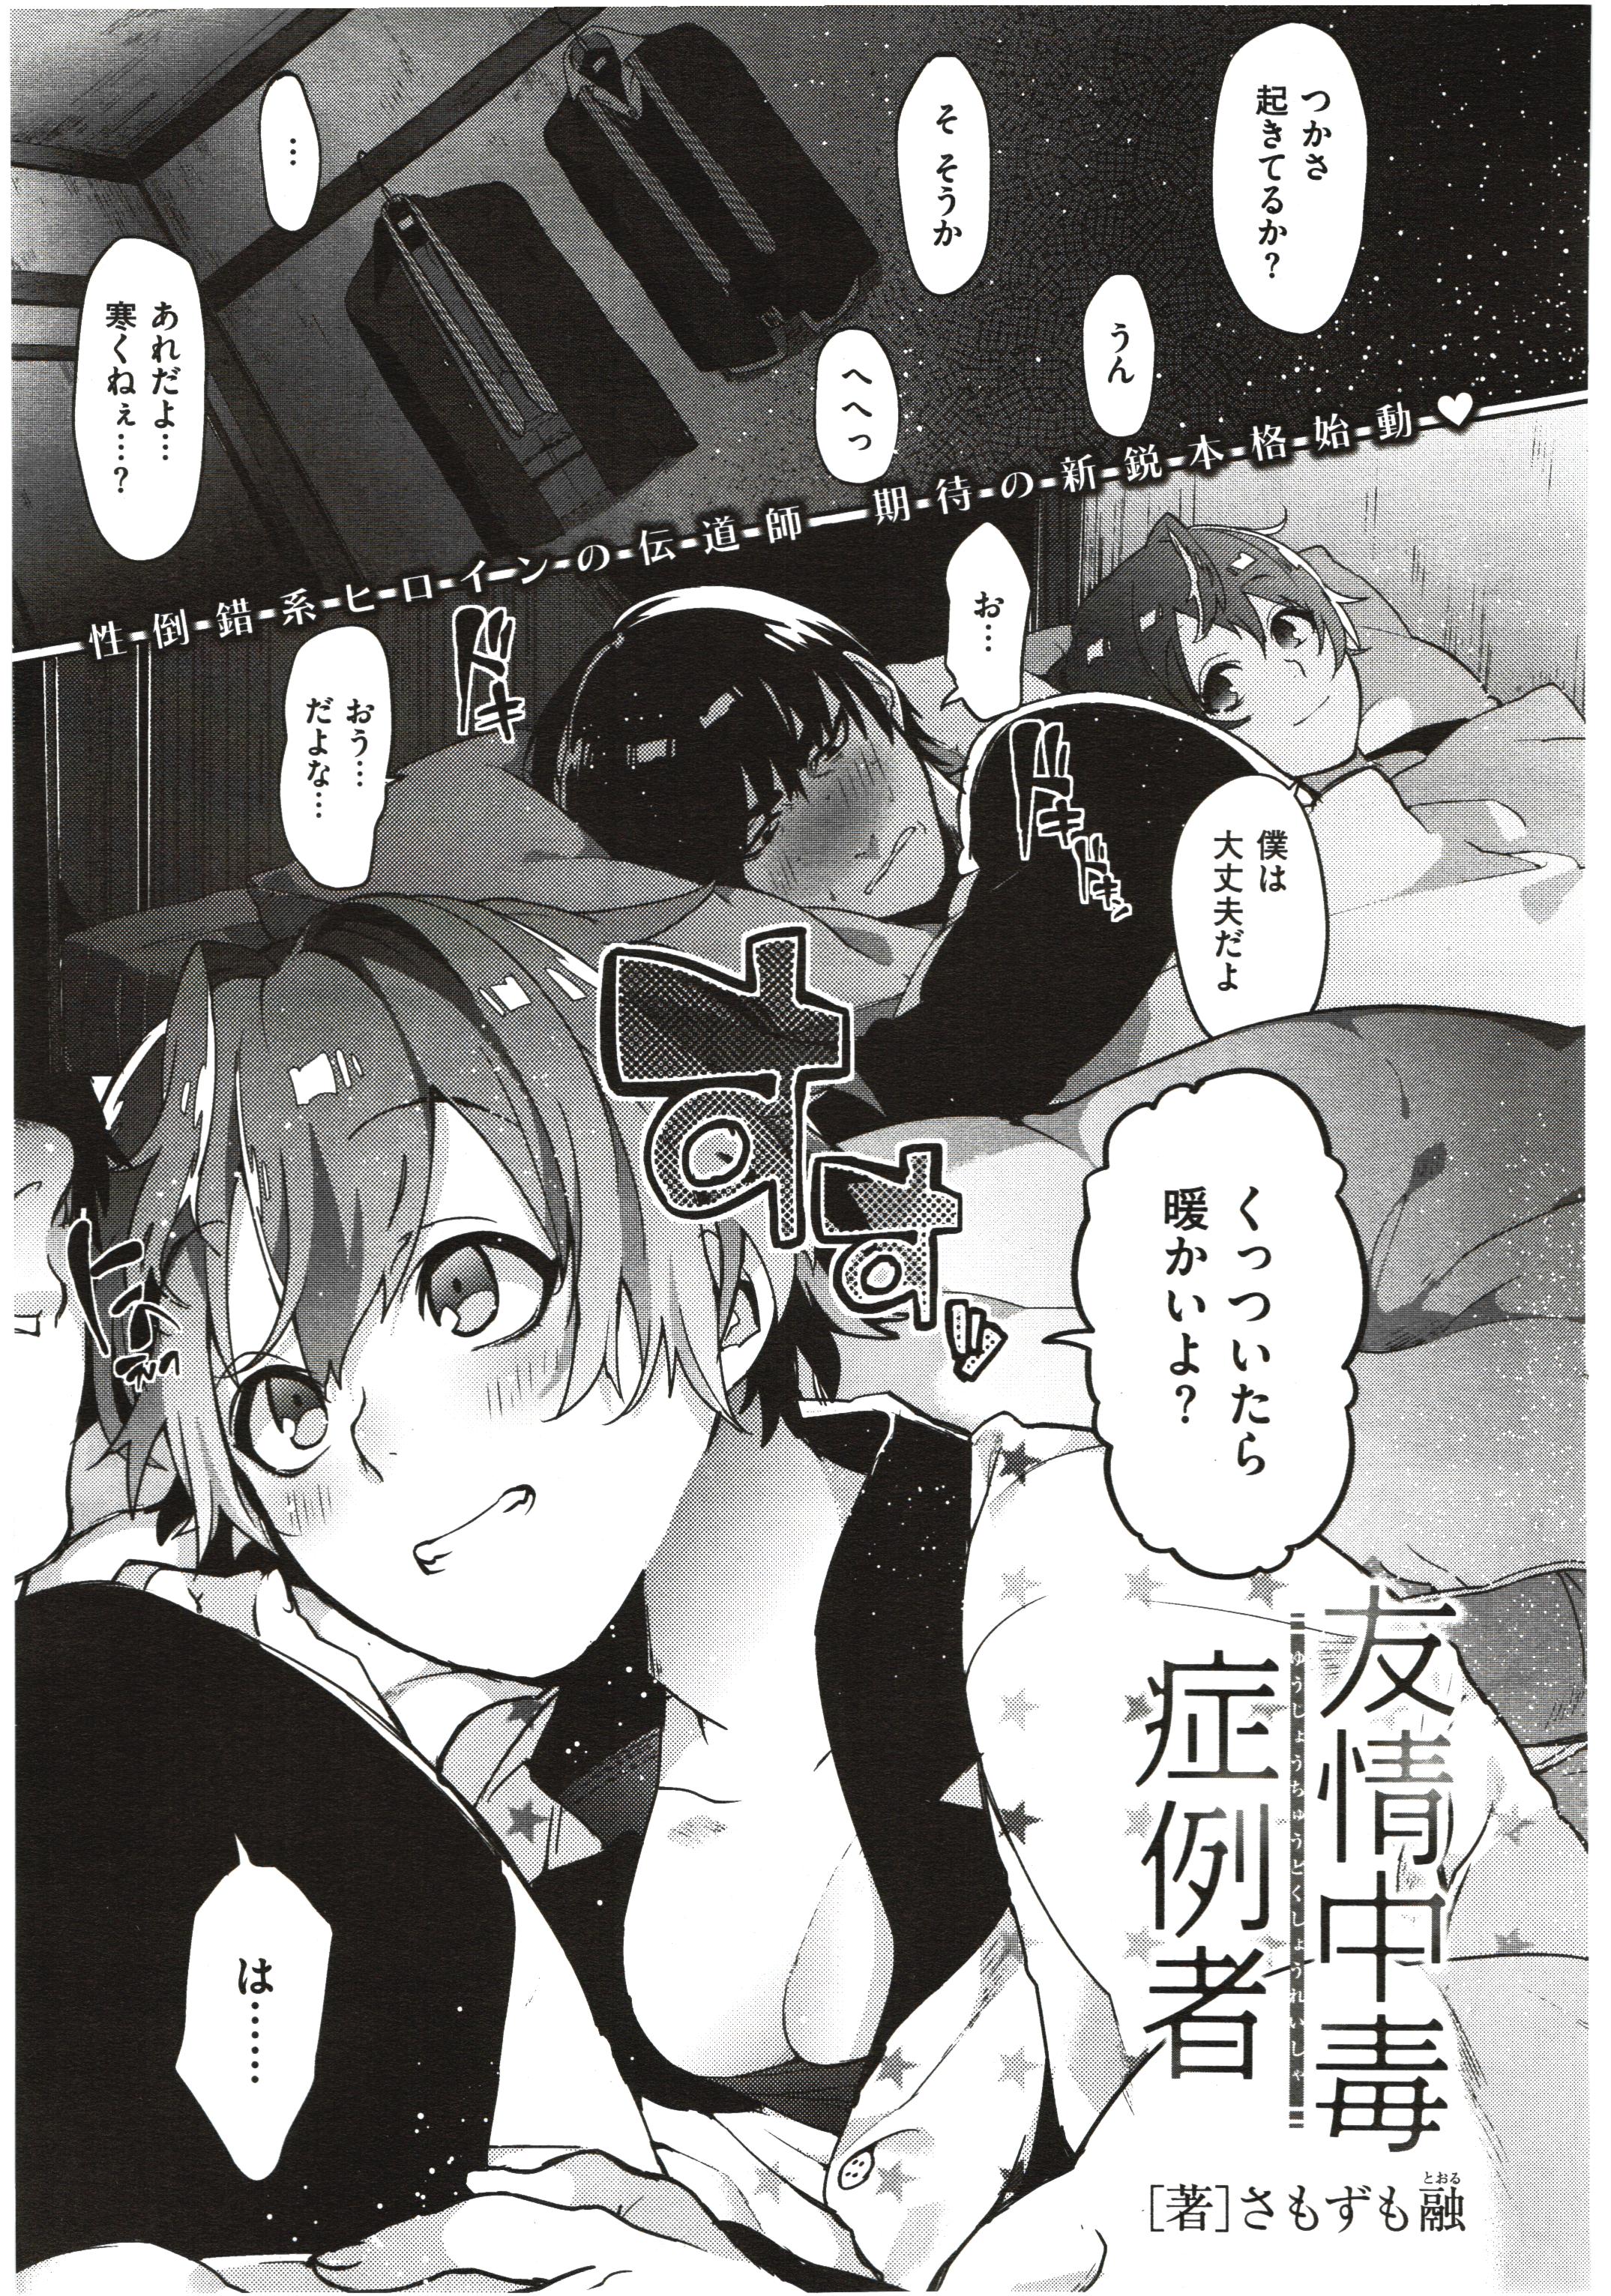 つかさ
起きてるか？
うん
そ そうか
へへっ
…
あれだよ…
寒くねぇ…？
性倒錯系ヒロインの伝道師―期待の新鋭本格始動♥
お…
ドキ
僕は
大丈夫だよ
ドキ
ドキン
おう…
だよな…
すすッ
くっついたら
暖かいよ？
は……
友情中毒
ゆうじょうちゅうどくしょうれいしゃ
症例者
[著]さもずも融
とおる